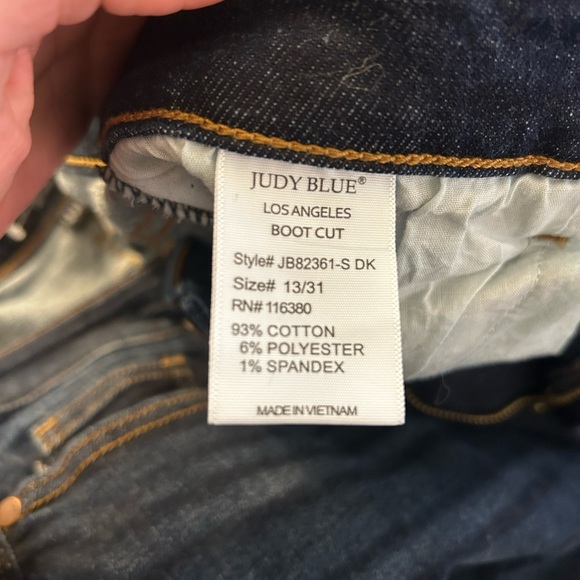 JUDY BLUE®
LOS ANGELES
BOOT CUT
Style# JB82361-S DK
Size# 13/31
RN# 116380
93% COTTON
6% POLYESTER
1% SPANDEX
MADE IN VIETNAM